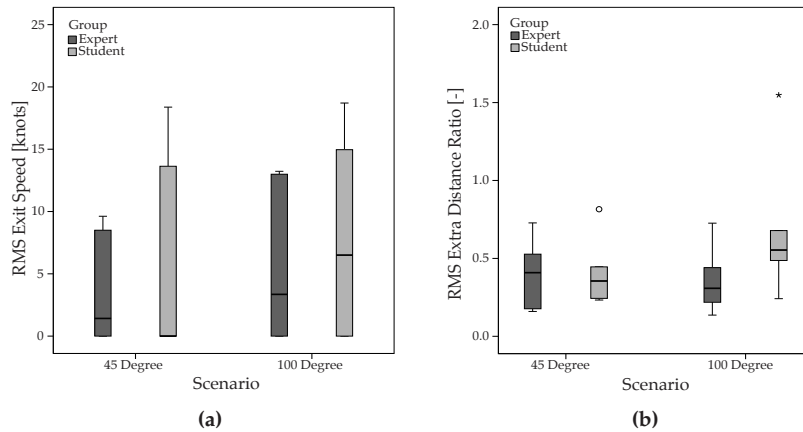 Group
Expert
Student
RMS Exit Speed [knots]
25
20
15
10
5
0
45 Degree
100 Degree
Scenario
(a)
Group
Expert
Student
RMS Extra Distance Ratio [-]
2.0
1.5
1.0
0.5
0.0
45 Degree
100 Degree
Scenario
(b)